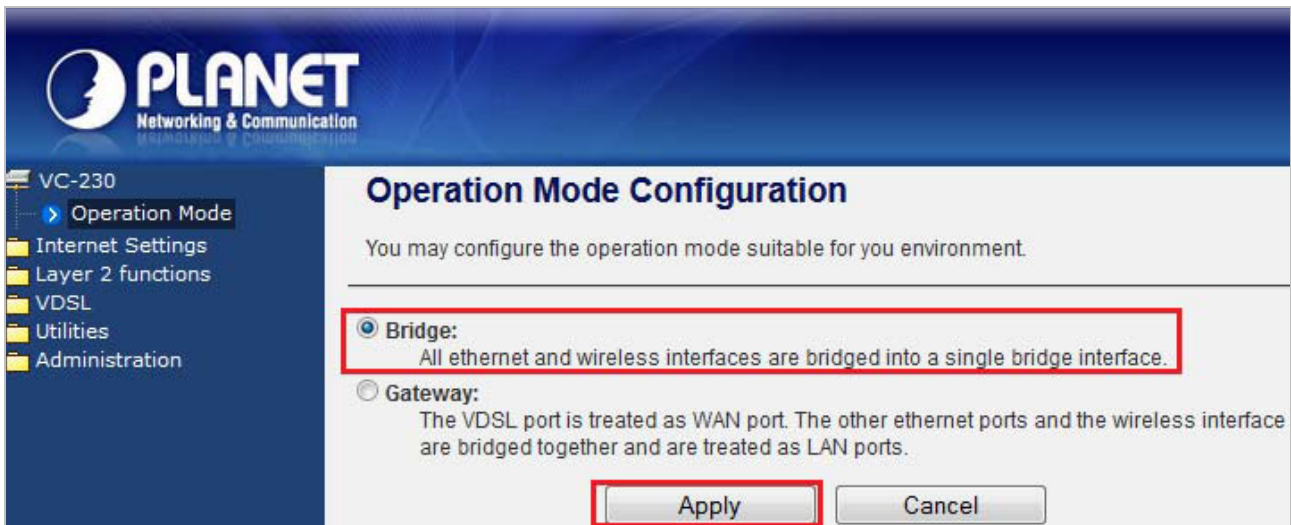 PLANET
Networking & Communication
VC-230
Operation Mode
Internet Settings
Layer 2 functions
VDSL
Utilities
Administration
Operation Mode Configuration
You may configure the operation mode suitable for you environment.
Bridge:
All ethernet and wireless interfaces are bridged into a single bridge interface.
Gateway:
The VDSL port is treated as WAN port. The other ethernet ports and the wireless interface
are bridged together and are treated as LAN ports.
Apply
Cancel